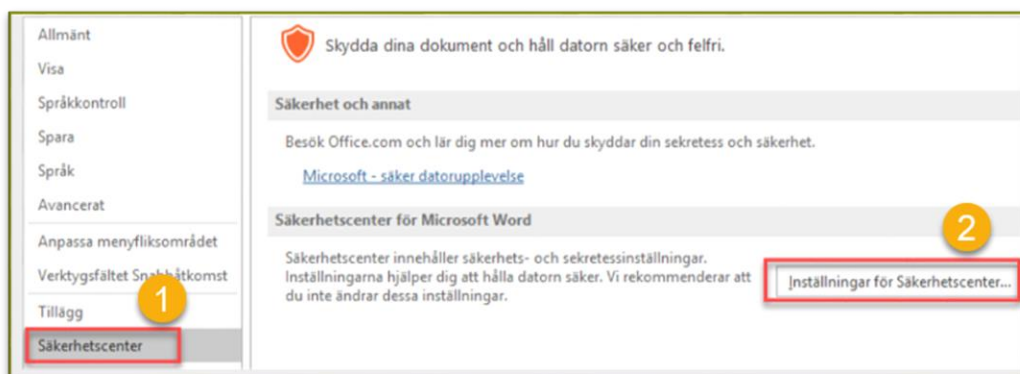 Allmänt
Visa
Språkkontroll
Spara
Språk
Avancerat
Anpassa menyfliksområdet
Verktygsfältet Snabbåtkomst
Tillägg
1
Säkerhetscenter
Skydda dina dokument och håll datorn säker och felfri.
Säkerhet och annat
Besök Office.com och lär dig mer om hur du skyddar din sekretess och säkerhet.
Microsoft - säker datorupplevelse
Säkerhetscenter för Microsoft Word
Säkerhetscenter innehåller säkerhets- och sekretessinställningar.
Inställningarna hjälper dig att hålla datorn säker. Vi rekommenderar att
du inte ändrar dessa inställningar.
2
Inställningar för Säkerhetscenter...